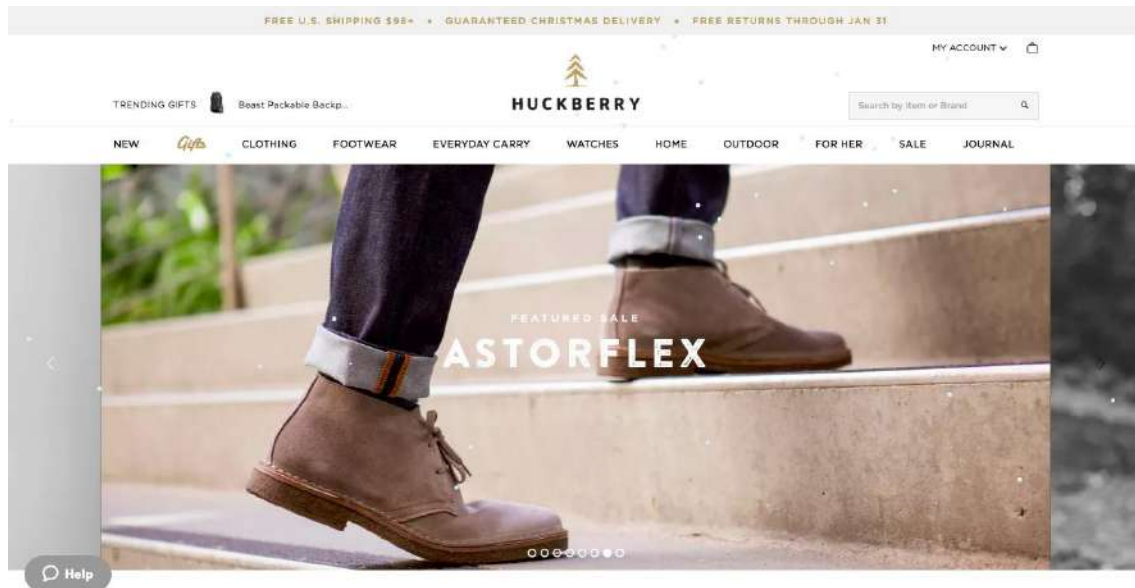 FREE U.S. SHIPPING $98+ • GUARANTEED CHRISTMAS DELIVERY • FREE RETURNS THROUGH JAN 31
MY ACCOUNT
TRENDING GIFTS Beast Packable Backp...
HUCKBERRY
Search by Item or Brand
NEW Gifts CLOTHING FOOTWEAR EVERYDAY CARRY WATCHES HOME OUTDOOR FOR HER SALE JOURNAL
FEATURED SALE
ASTORFLEX
Help